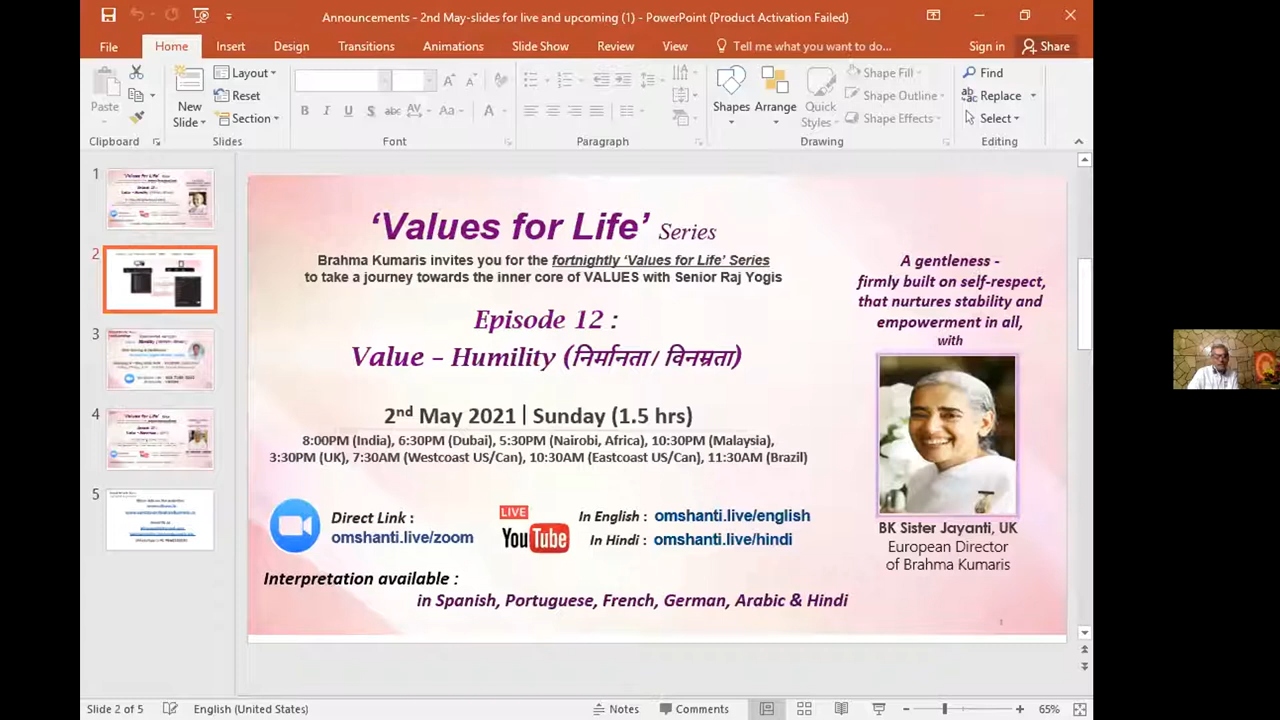 Announcements - 2nd May-slides for live and upcoming (1) - PowerPoint (Product Activation Failed)
File Home Insert Design Transitions Animations Slide Show Review View Tell me what you want to do... Sign in Share
Paste
New Slide
Layout
Reset
Section
B I U S abc AV Aa A
Shapes Arrange Quick Styles
Shape Fill
Shape Outline
Shape Effects
Find
Replace
Select
Clipboard Slides Font Paragraph Drawing Editing
1
2
3
4
5
‘Values for Life’ Series
Brahma Kumaris invites you for the fortnightly ‘Values for Life’ Series
to take a journey towards the inner core of VALUES with Senior Raj Yogis
Episode 12 :
Value – Humility (निर्मानता / विनम्रता)
2nd May 2021 | Sunday (1.5 hrs)
8:00PM (India), 6:30PM (Dubai), 5:30PM (Nairobi, Africa), 10:30PM (Malaysia),
3:30PM (UK), 7:30AM (Westcoast US/Can), 10:30AM (Eastcoast US/Can), 11:30AM (Brazil)
Direct Link :
omshanti.live/zoom
LIVE
YouTube
In English : omshanti.live/english
In Hindi : omshanti.live/hindi
Interpretation available :
in Spanish, Portuguese, French, German, Arabic & Hindi
A gentleness -
firmly built on self-respect,
that nurtures stability and
empowerment in all,
with
BK Sister Jayanti, UK
European Director
of Brahma Kumaris
1
Slide 2 of 5 English (United States) Notes Comments 65%